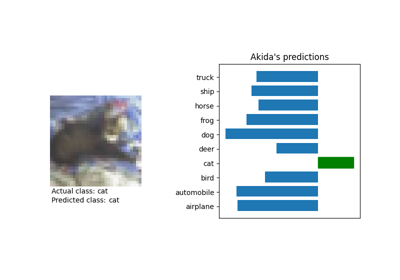 Akida's predictions
truck
ship
horse
frog
dog
deer
cat
bird
automobile
airplane
Actual class: cat
Predicted class: cat